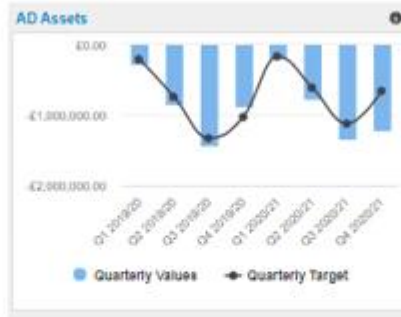 AD Assets
£0.00
-£1,000,000.00
-£2,000,000.00
Q1 2019/20
Q2 2019/20
Q3 2019/20
Q4 2019/20
Q1 2020/21
Q2 2020/21
Q3 2020/21
Q4 2020/21
Quarterly Values
Quarterly Target